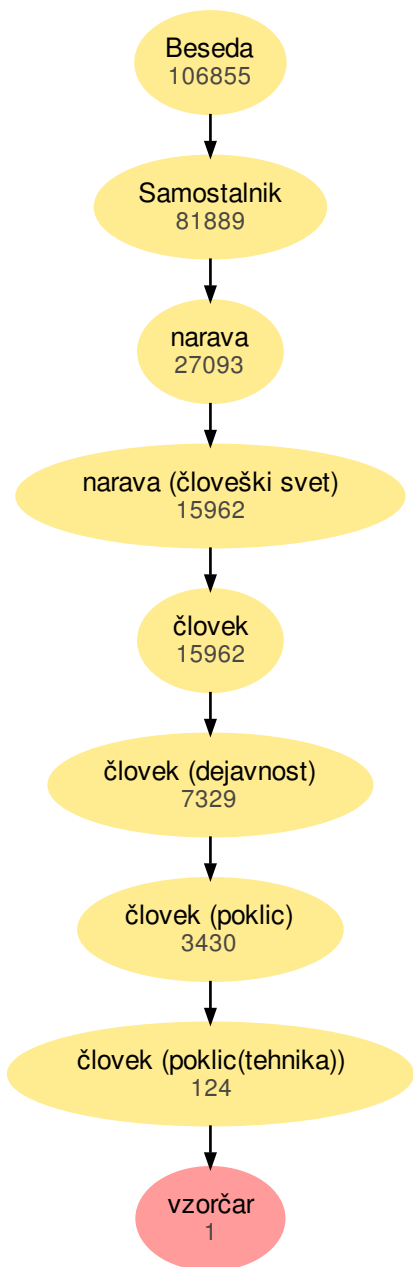 Beseda
106855
Samostalnik
81889
narava
27093
narava (človeški svet)
15962
človek
15962
človek (dejavnost)
7329
človek (poklic)
3430
človek (poklic(tehnika))
124
vzorčar
1